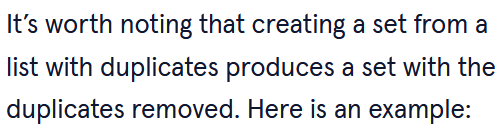 It’s worth noting that creating a set from a
list with duplicates produces a set with the
duplicates removed. Here is an example: